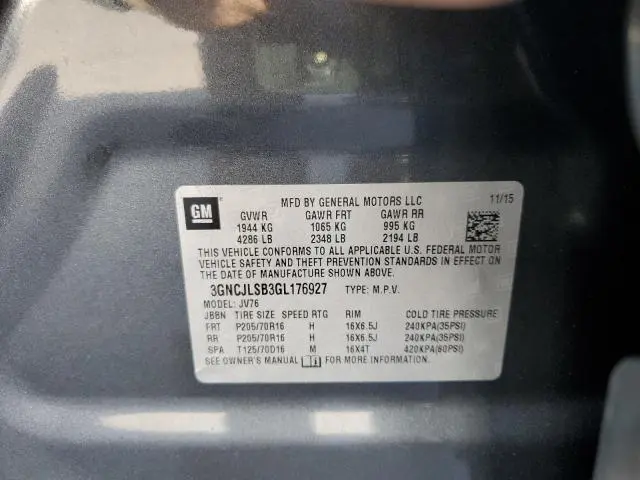 GM
MFD BY GENERAL MOTORS LLC 11/15
GVWR GAWR FRT GAWR RR
1944 KG 1065 KG 995 KG
4286 LB 2348 LB 2194 LB
THIS VEHICLE CONFORMS TO ALL APPLICABLE U.S. FEDERAL MOTOR
VEHICLE SAFETY AND THEFT PREVENTION STANDARDS IN EFFECT ON
THE DATE OF MANUFACTURE SHOWN ABOVE.
3GNCJLSB3GL176927 TYPE: M.P.V.
MODEL: JV76
JBBN TIRE SIZE SPEED RTG RIM COLD TIRE PRESSURE
FRT P205/70R16 H 16X6.5J 240KPA(35PSI)
RR P205/70R16 H 16X6.5J 240KPA(35PSI)
SPA T125/70D16 M 16X4T 420KPA(60PSI)
SEE OWNER'S MANUAL FOR MORE INFORMATION.